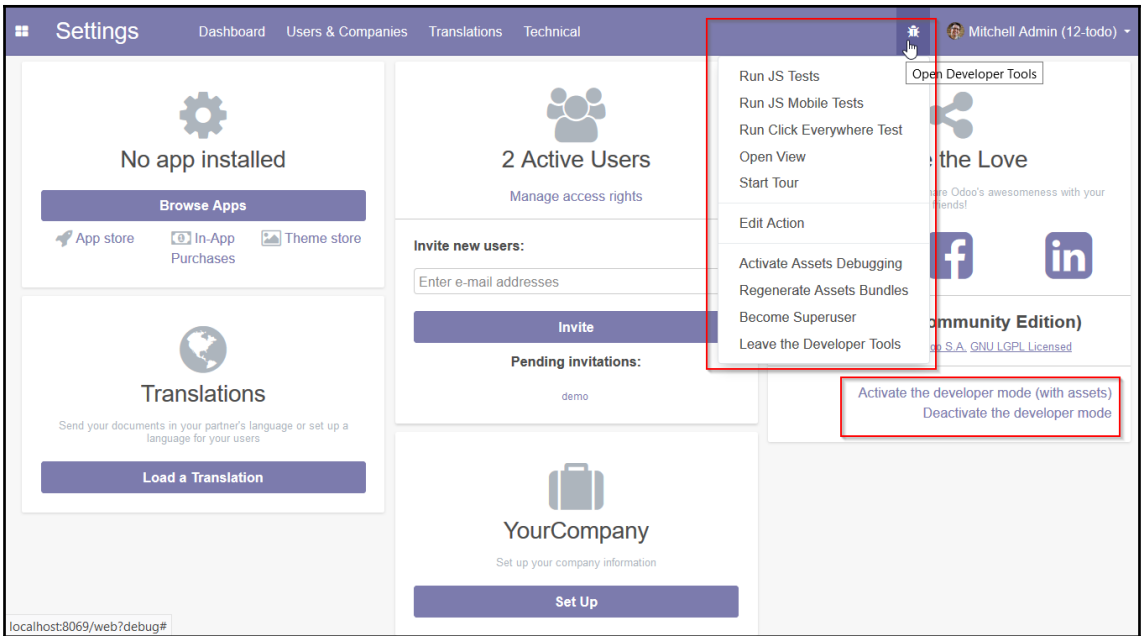 Settings
Dashboard
Users & Companies
Translations
Technical
Mitchell Admin (12-todo)
Open Developer Tools
Run JS Tests
Run JS Mobile Tests
Run Click Everywhere Test
Open View
Start Tour
Edit Action
Activate Assets Debugging
Regenerate Assets Bundles
Become Superuser
Leave the Developer Tools
No app installed
Browse Apps
App store
In-App
Purchases
Theme store
Translations
Send your documents in your partner's language or set up a
language for your users
Load a Translation
2 Active Users
Manage access rights
Invite new users:
Enter e-mail addresses
Invite
Pending invitations:
demo
YourCompany
Set up your company information
Set Up
the Love
Odoo's awesomeness with your
friends!
Community Edition)
S.A. GNU LGPL Licensed
Activate the developer mode (with assets)
Deactivate the developer mode
localhost:8069/web?debug#